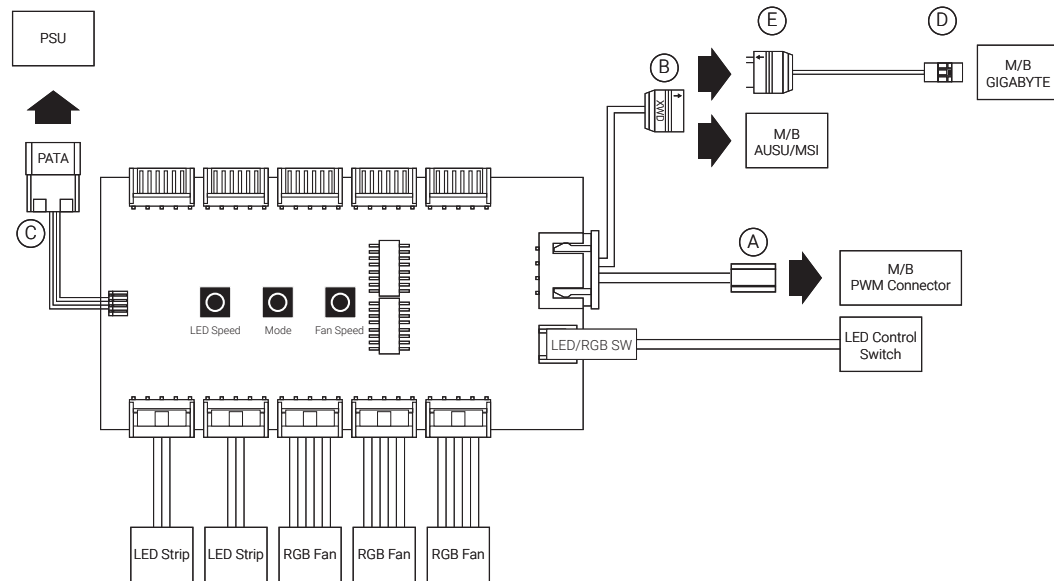 PSU
PATA
C
B
E
D
XWD
M/B
GIGABYTE
M/B
AUSU/MSI
A
M/B
PWM Connector
LED Speed
Mode
Fan Speed
LED/RGB SW
LED Control
Switch
LED Strip
LED Strip
RGB Fan
RGB Fan
RGB Fan